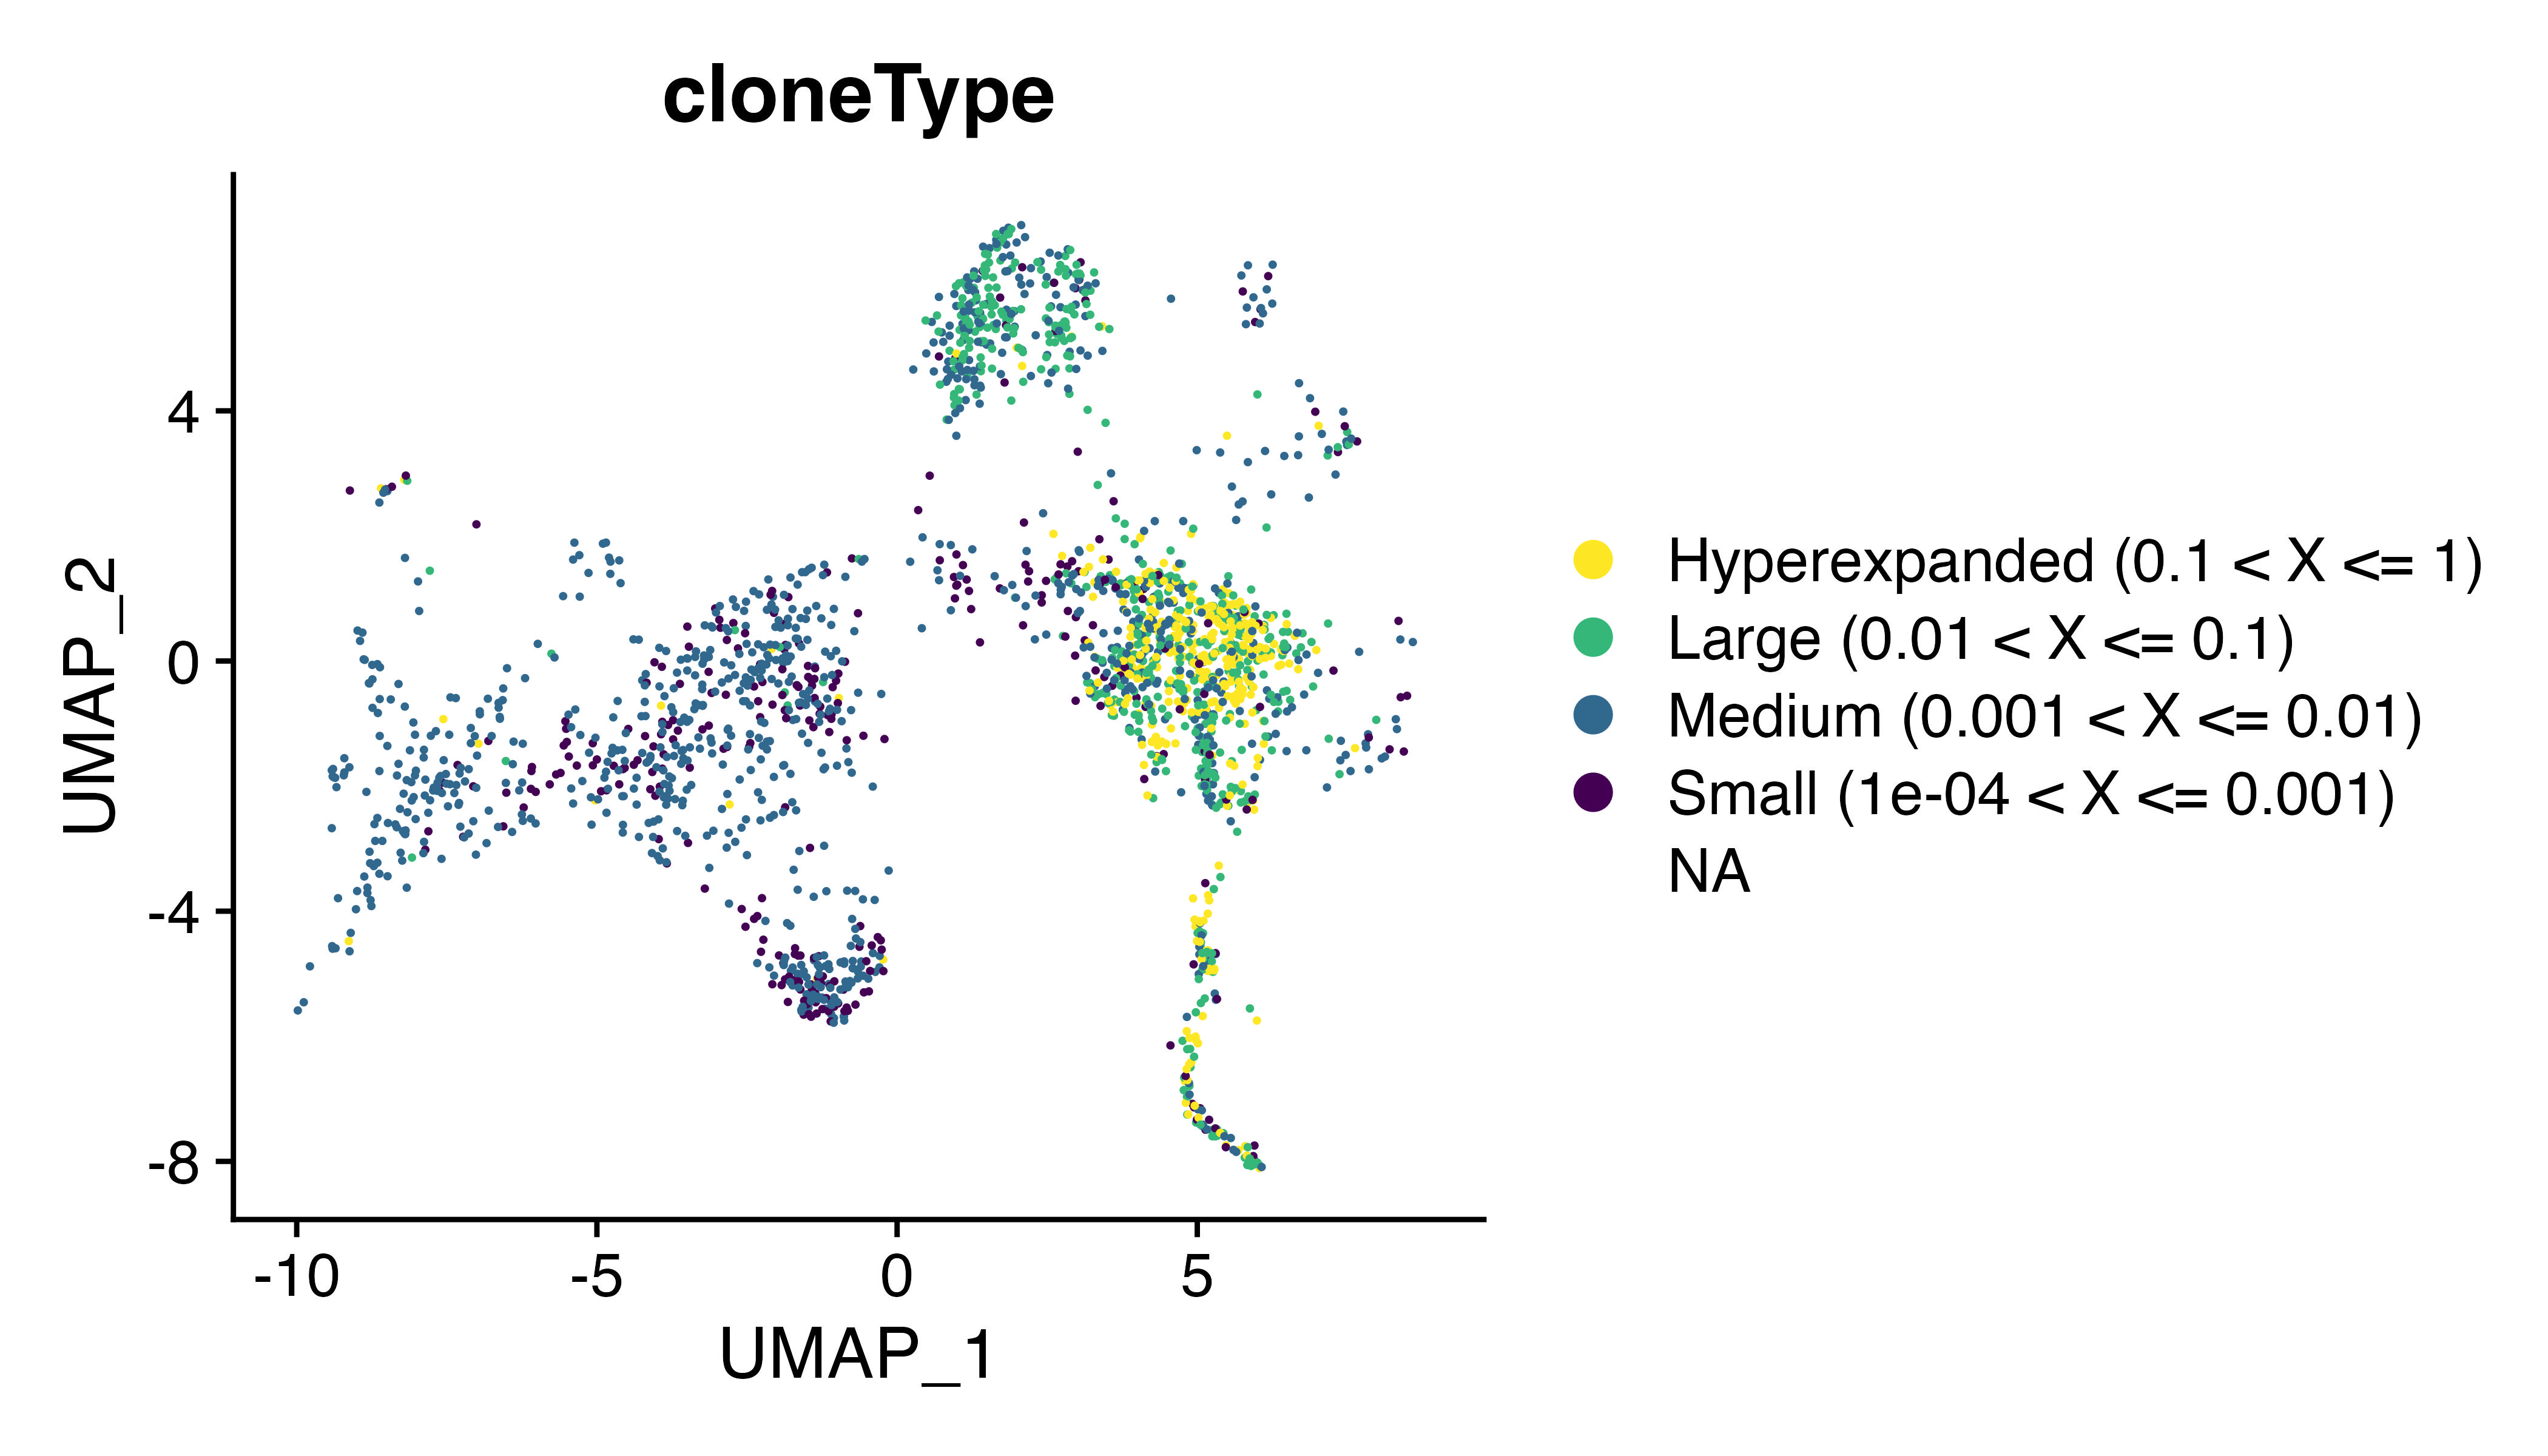 cloneType
UMAP_2
4
0
-4
-8
-10
-5
0
5
UMAP_1
Hyperexpanded (0.1 < X <= 1)
Large (0.01 < X <= 0.1)
Medium (0.001 < X <= 0.01)
Small (1e-04 < X <= 0.001)
NA